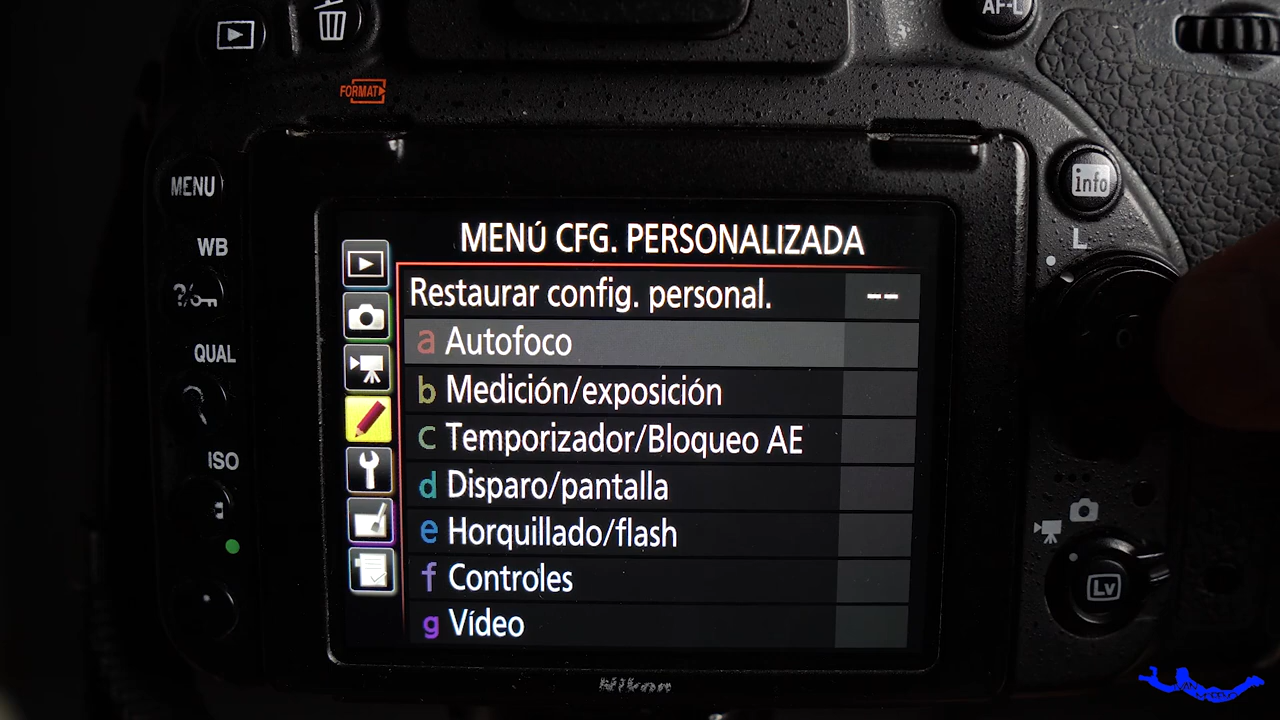 AF-L
FORMAT
MENU
info
WB
L
MENÚ CFG. PERSONALIZADA
Restaurar config. personal. --
a Autofoco
QUAL
b Medición/exposición
c Temporizador/Bloqueo AE
ISO
d Disparo/pantalla
e Horquillado/flash
f Controles
Lv
g Vídeo
Nikon